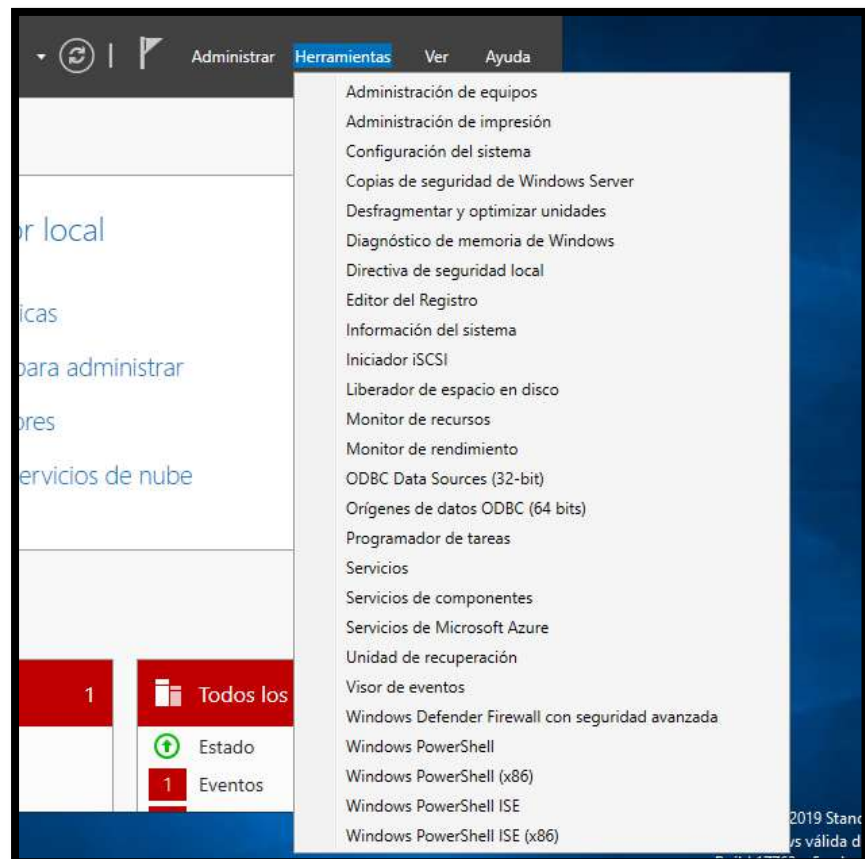 Administrar Herramientas Ver Ayuda
Administración de equipos
Administración de impresión
Configuración del sistema
Copias de seguridad de Windows Server
Desfragmentar y optimizar unidades
Diagnóstico de memoria de Windows
Directiva de seguridad local
Editor del Registro
Información del sistema
Iniciador iSCSI
Liberador de espacio en disco
Monitor de recursos
Monitor de rendimiento
ODBC Data Sources (32-bit)
Orígenes de datos ODBC (64 bits)
Programador de tareas
Servicios
Servicios de componentes
Servicios de Microsoft Azure
Unidad de recuperación
Visor de eventos
Windows Defender Firewall con seguridad avanzada
Windows PowerShell
Windows PowerShell (x86)
Windows PowerShell ISE
Windows PowerShell ISE (x86)
r local
icas
para administrar
ores
ervicios de nube
1
Todos los
Estado
1 Eventos
2019 Stand
vs válida d